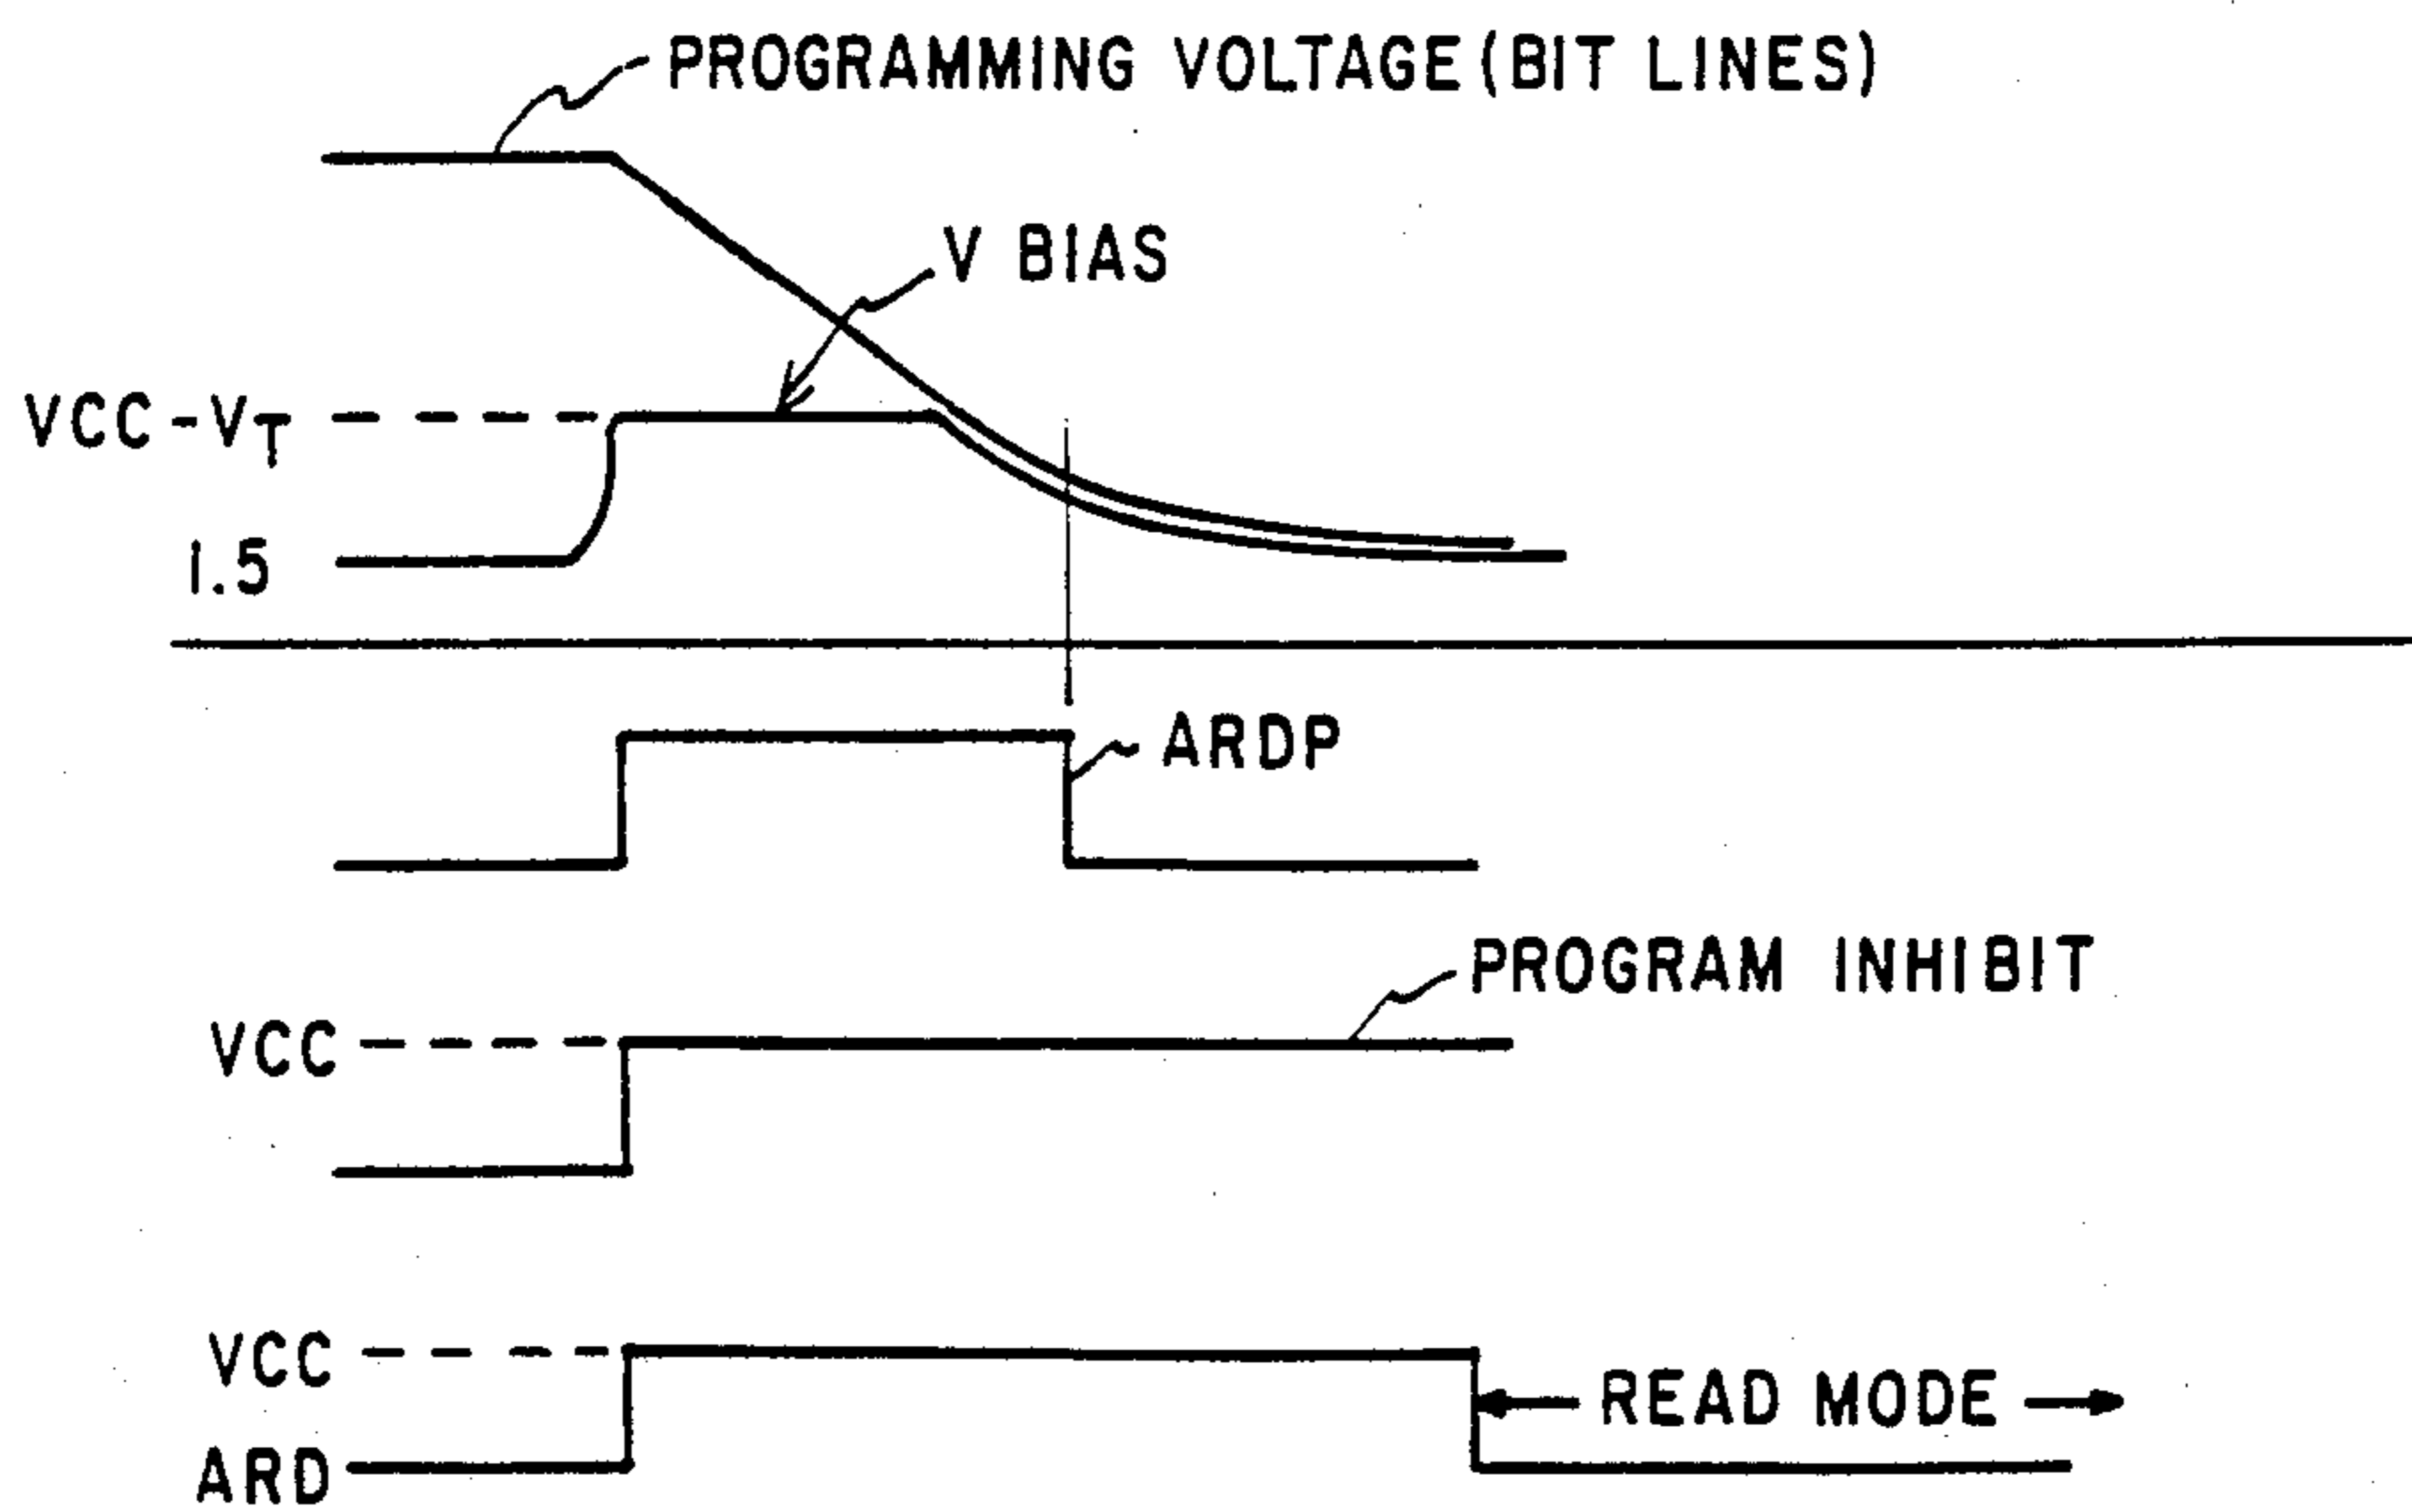 PROGRAMMING VOLTAGE(BIT LINES)
V BIAS
VCC-VT
1.5
ARDP
PROGRAM INHIBIT
VCC
VCC
READ MODE
ARD